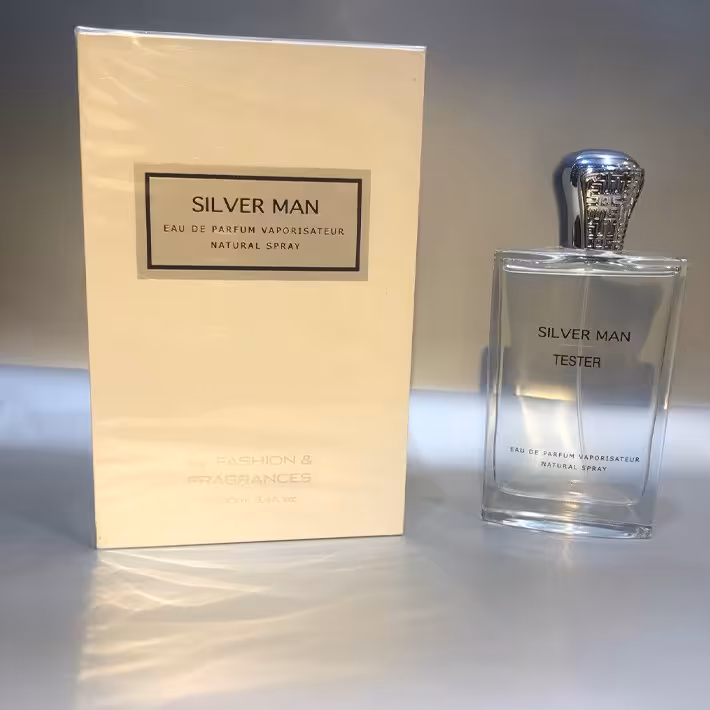 SILVER MAN
EAU DE PARFUM VAPORISATEUR
NATURAL SPRAY
FASHION &
FRAGRANCES
SILVER MAN
TESTER
EAU DE PARFUM VAPORISATEUR
NATURAL SPRAY